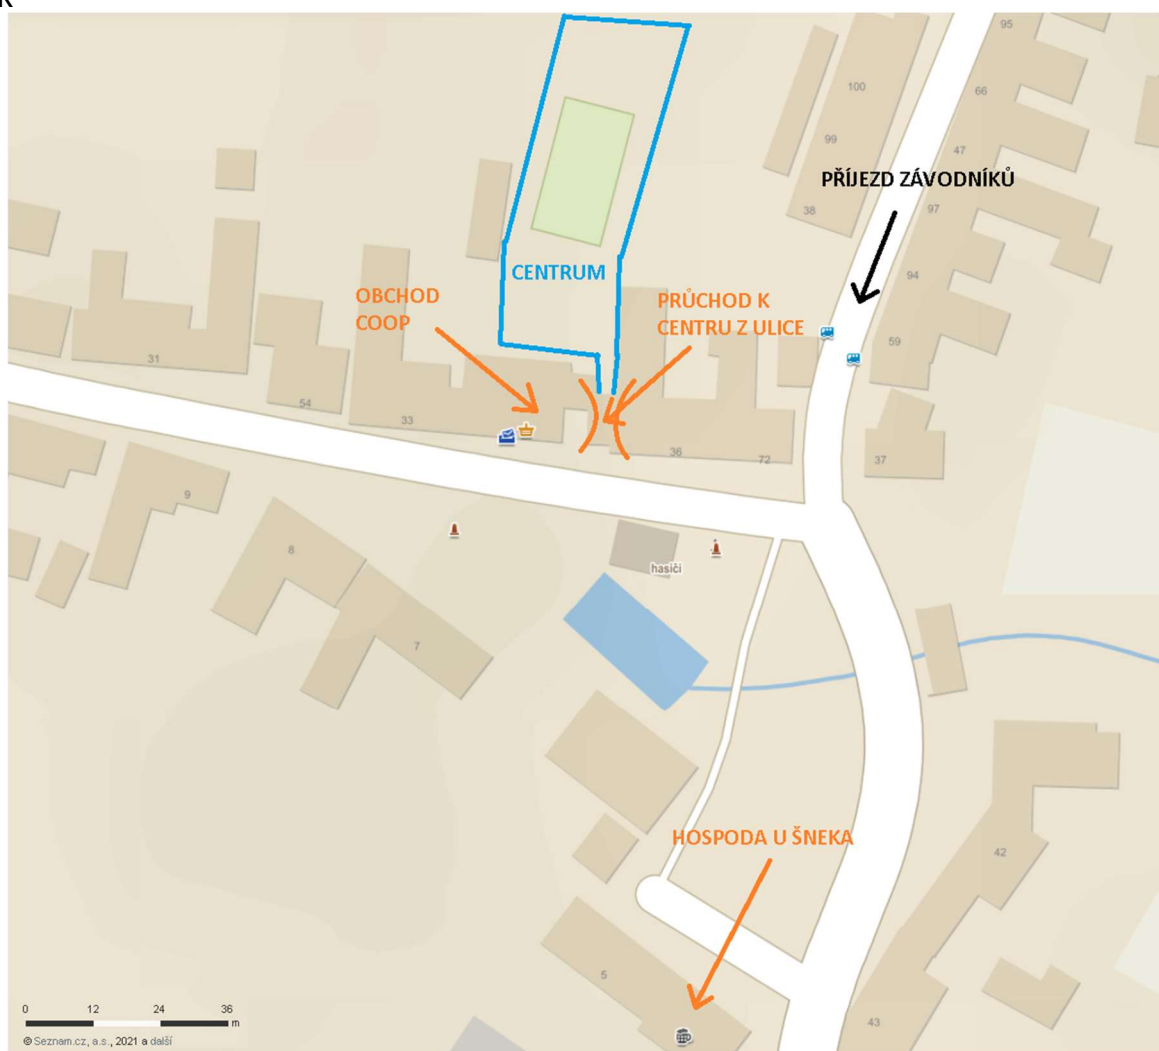 K
95
100
66
99
47
PŘÍJEZD ZÁVODNÍKŮ
38
97
94
CENTRUM
OBCHOD
COOP
PRŮCHOD K
CENTRU Z ULICE
59
31
54
33
36
72
37
9
8
hasiči
7
HOSPODA U ŠNEKA
42
5
43
0 12 24 36
m
© Seznam.cz, a.s., 2021 a další